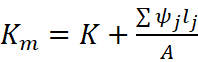 K_m = K + \frac{\sum \psi_j l_j}{A}